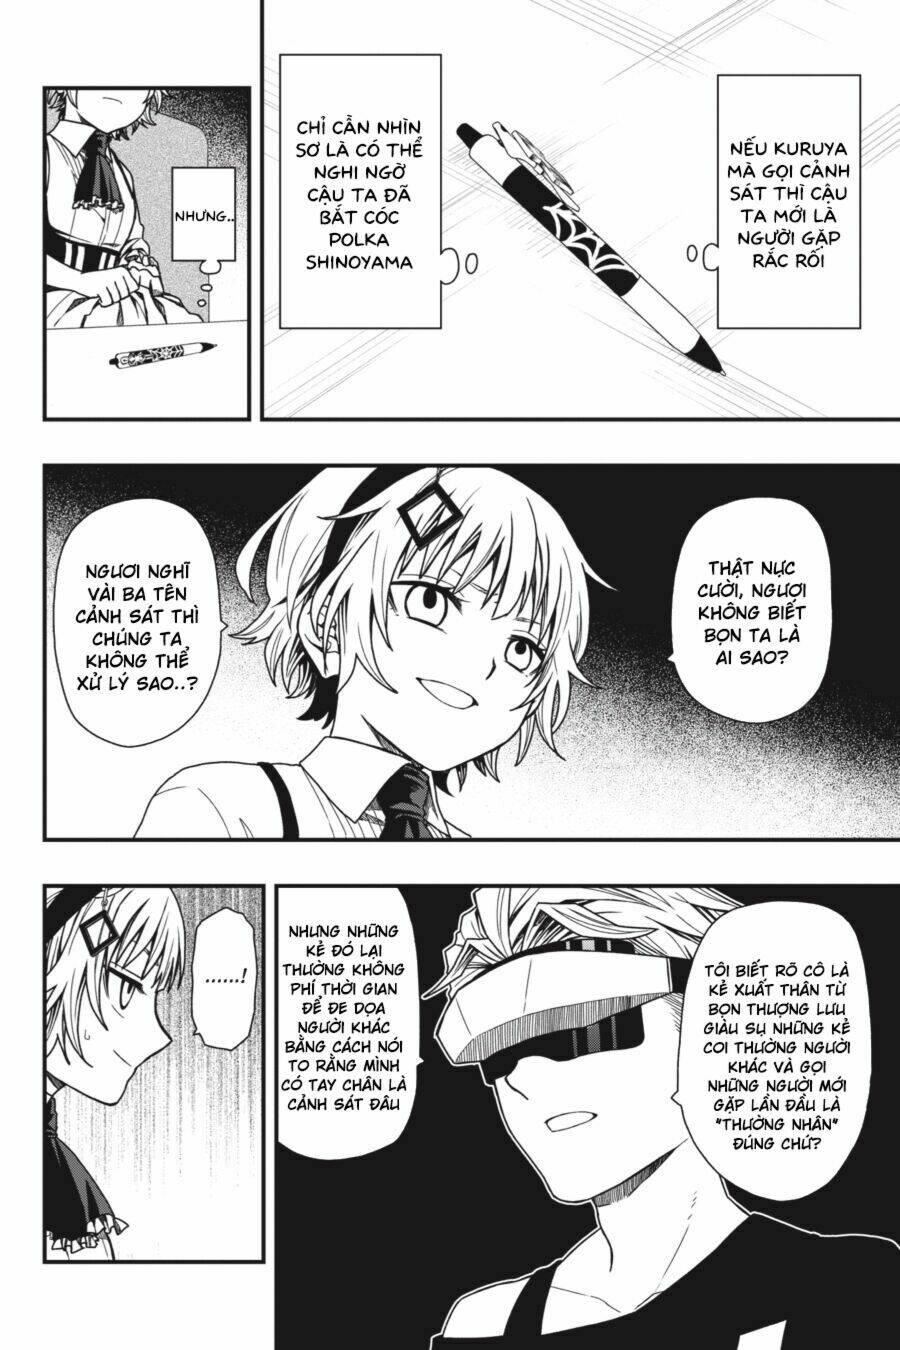 NẾU KURUYA
MÀ GỌI CẢNH
SÁT THÌ CẬU
TA MỚI LÀ
NGƯỜI GẶP
RẮC RỐI
CHỈ CẦN NHÌN
SƠ LÀ CÓ THỂ
NGHI NGỜ
CẬU TA ĐÃ
BẮT CÓC
POLKA
SHINOYAMA
NHƯNG..
THẬT NỰC
CƯỜI, NGƯƠI
KHÔNG BIẾT
BỌN TA LÀ
AI SAO?
NGƯƠI NGHĨ
VÀI BA TÊN
CẢNH SÁT THÌ
CHÚNG TA
KHÔNG THỂ
XỬ LÝ SAO..?
TÔI BIẾT RÕ CÔ LÀ
KẺ XUẤT THÂN TỪ
BỌN THƯỢNG LƯU
GIÀU SỤ NHỮNG KẺ
COI THƯỜNG NGƯỜI
KHÁC VÀ GỌI
NHỮNG NGƯỜI MỚI
GẶP LẦN ĐẦU LÀ
"THƯỜNG NHÂN"
ĐÚNG CHỨ?
NHƯNG NHỮNG
KẺ ĐÓ LẠI
THƯỜNG KHÔNG
PHÍ THỜI GIAN
ĐỂ ĐE DỌA
NGƯỜI KHÁC
BẰNG CÁCH NÓI
TO RẰNG MÌNH
CÓ TAY CHÂN LÀ
CẢNH SÁT ĐÂU
......!